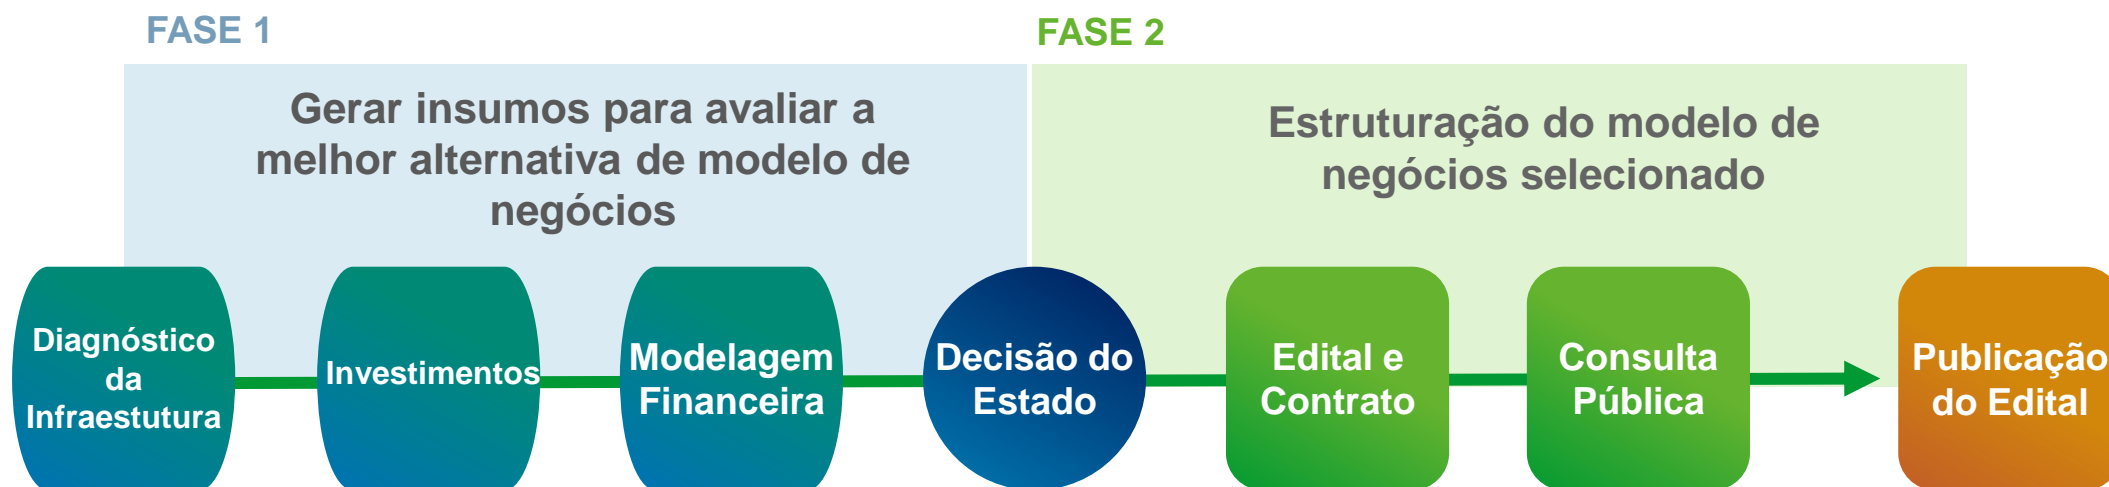 FASE 1
FASE 2
Gerar insumos para avaliar a
melhor alternativa de modelo de
negócios
Estruturação do modelo de
negócios selecionado
Diagnóstico
da
Infraestutura
Investimentos
Modelagem
Financeira
Decisão do
Estado
Edital e
Contrato
Consulta
Pública
Publicação
do Edital